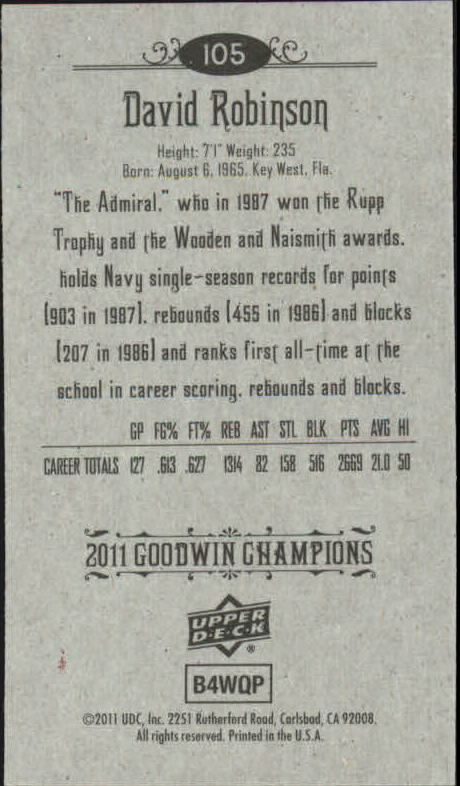 105
David Robinson
Height: 7'1" Weight: 235
Born: August 6, 1965, Key West, Fla.
"The Admiral," who in 1987 won the Rupp
Trophy and the Wooden and Naismith awards,
holds Navy single-season records for points
(903 in 1987), rebounds (455 in 1986) and blocks
(207 in 1986) and ranks first all-time at the
school in career scoring, rebounds and blocks.
GP FG% FT% REB AST STL BLK PTS AVG HI
CAREER TOTALS 127 .613 .627 1314 82 158 516 2669 21.0 50
2011 GOODWIN CHAMPIONS
UPPER
D·E·C·K
®
B4WQP
©2011 UDC, Inc. 2251 Rutherford Road, Carlsbad, CA 92008.
All rights reserved. Printed in the U.S.A.